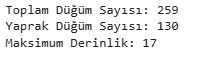 Toplam Düğüm Sayısı: 259
Yaprak Düğüm Sayısı: 130
Maksimum Derinlik: 17